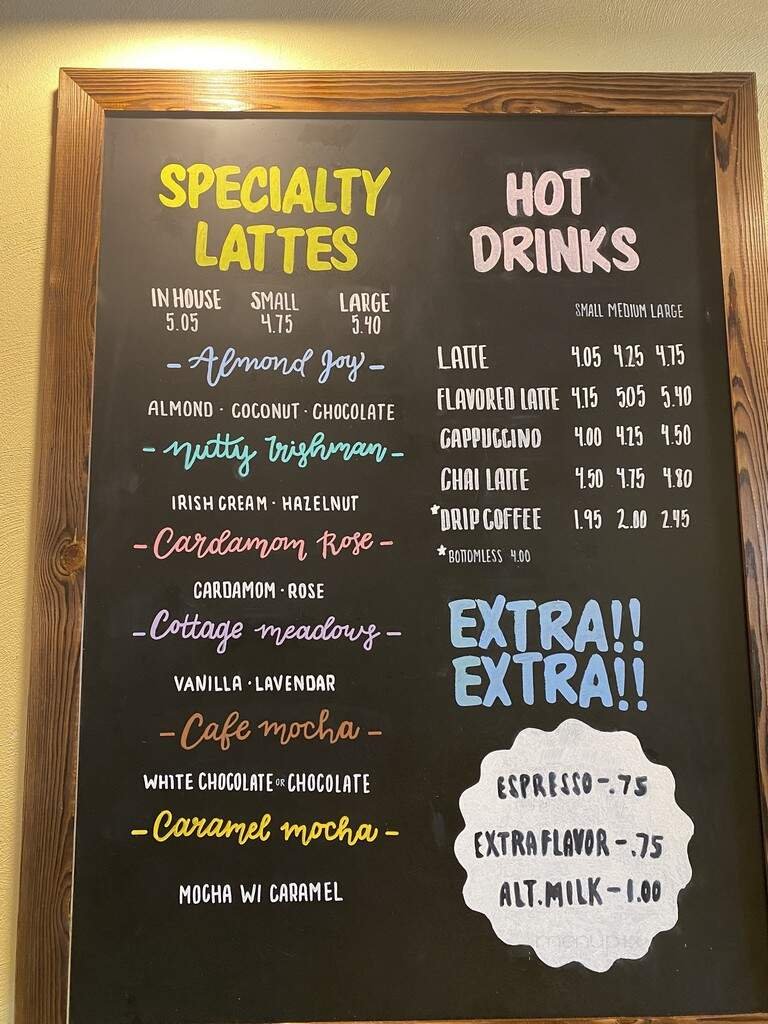 SPECIALTY
LATTES
IN HOUSE SMALL LARGE
5.05 4.75 5.40
- Almond Joy -
ALMOND · COCONUT · CHOCOLATE
- Nutty Irishman -
IRISH CREAM · HAZELNUT
- Cardamom Rose -
CARDAMOM · ROSE
- Cottage meadows -
VANILLA · LAVENDAR
- Cafe mocha -
WHITE CHOCOLATE OR CHOCOLATE
- Caramel mocha -
MOCHA W/ CARAMEL
HOT
DRINKS
SMALL MEDIUM LARGE
LATTE 4.05 4.25 4.75
FLAVORED LATTE 4.75 5.05 5.40
CAPPUCCINO 4.00 4.25 4.50
CHAI LATTE 4.50 4.75 4.80
*DRIP COFFEE 1.95 2.00 2.45
*BOTTOMLESS 4.00
EXTRA!!
EXTRA!!
ESPRESSO - .75
EXTRA FLAVOR - .75
ALT. MILK - 1.00
menupix